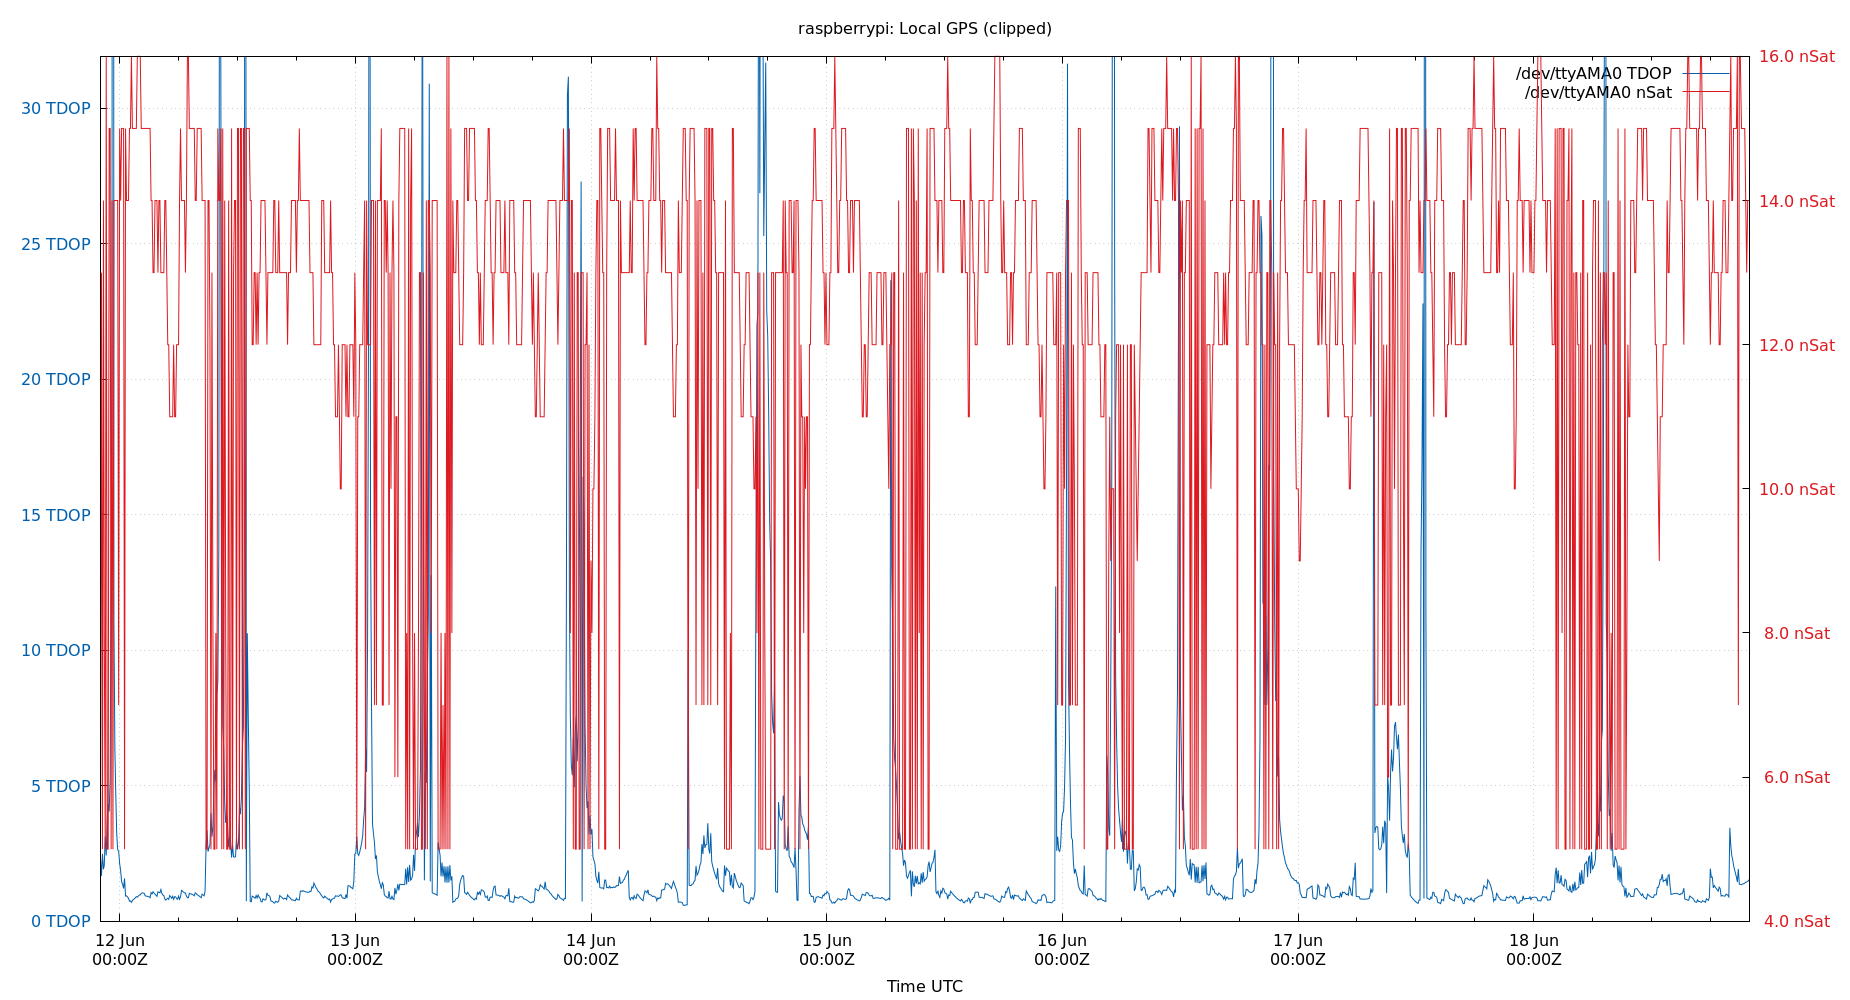 raspberrypi: Local GPS (clipped)
/dev/ttyAMA0 TDOP
/dev/ttyAMA0 nSat
30 TDOP
25 TDOP
20 TDOP
15 TDOP
10 TDOP
5 TDOP
0 TDOP
16.0 nSat
14.0 nSat
12.0 nSat
10.0 nSat
8.0 nSat
6.0 nSat
4.0 nSat
12 Jun
00:00Z
13 Jun
00:00Z
14 Jun
00:00Z
15 Jun
00:00Z
16 Jun
00:00Z
17 Jun
00:00Z
18 Jun
00:00Z
Time UTC